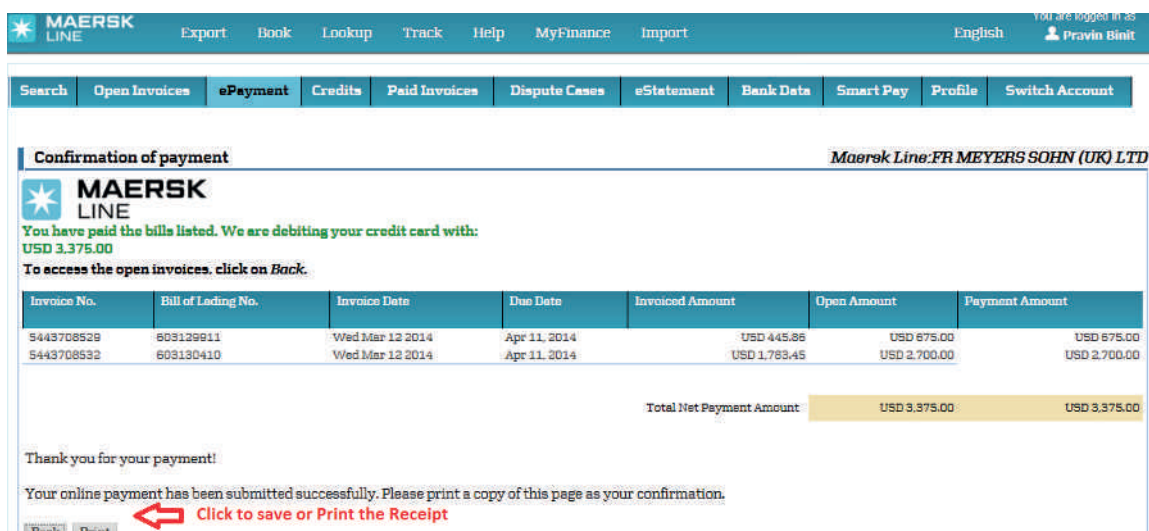 You are logged in as
MAERSK
LINE
Export Book Lookup Track Help MyFinance Import English Pravin Binit
Search Open Invoices ePayment Credits Paid Invoices Dispute Cases eStatement Bank Data Smart Pay Profile Switch Account
Confirmation of payment Maersk Line:FR MEYERS SOHN (UK) LTD
MAERSK
LINE
You have paid the bills listed. We are debiting your credit card with:
USD 3,375.00
To access the open invoices, click on Back.
Invoice No. Bill of Lading No. Invoice Date Due Date Invoiced Amount Open Amount Payment Amount
5443708529 603129911 Wed Mar 12 2014 Apr 11, 2014 USD 445.86 USD 675.00 USD 675.00
5443708532 603130410 Wed Mar 12 2014 Apr 11, 2014 USD 1,783.45 USD 2,700.00 USD 2,700.00
Total Net Payment Amount USD 3,375.00 USD 3,375.00
Thank you for your payment!
Your online payment has been submitted successfully. Please print a copy of this page as your confirmation.
Click to save or Print the Receipt
Back Print